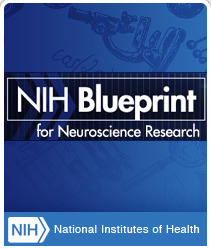 NIH Blueprint
for Neuroscience Research
NIH National Institutes of Health